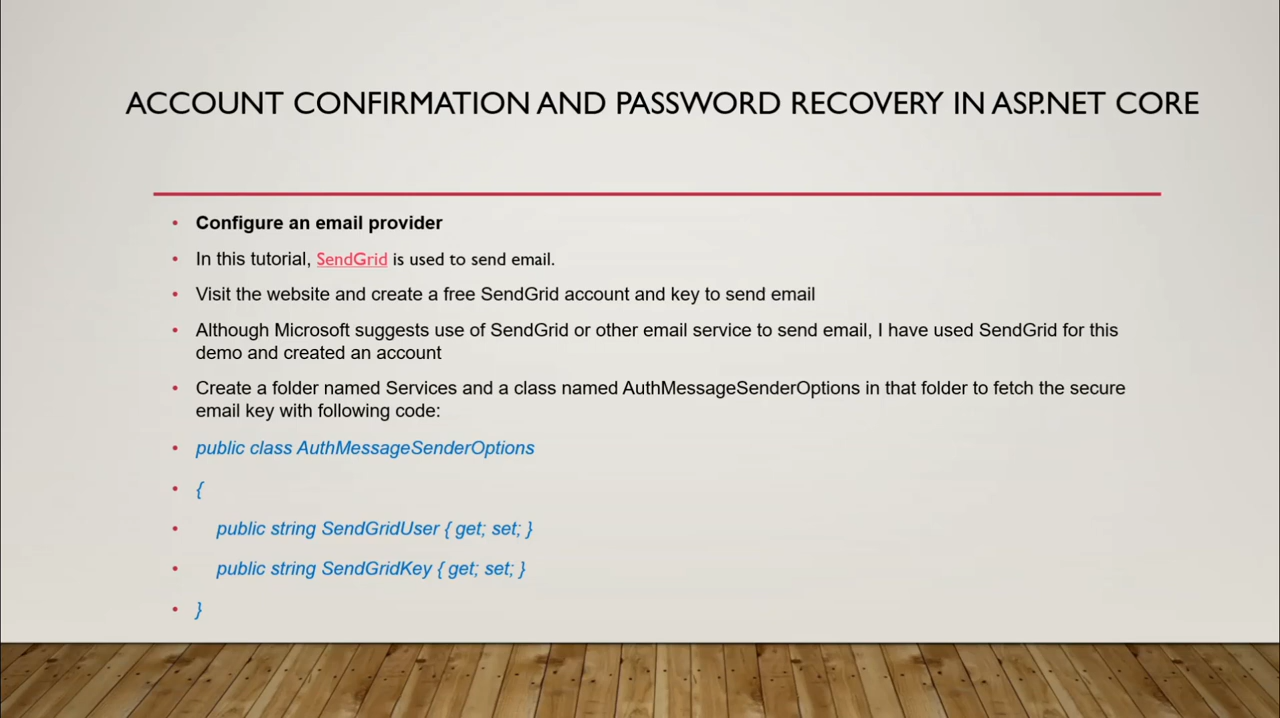 ACCOUNT CONFIRMATION AND PASSWORD RECOVERY IN ASP.NET CORE
• Configure an email provider
• In this tutorial, SendGrid is used to send email.
• Visit the website and create a free SendGrid account and key to send email
• Although Microsoft suggests use of SendGrid or other email service to send email, I have used SendGrid for this
demo and created an account
• Create a folder named Services and a class named AuthMessageSenderOptions in that folder to fetch the secure
email key with following code:
• public class AuthMessageSenderOptions
• {
• public string SendGridUser { get; set; }
• public string SendGridKey { get; set; }
• }